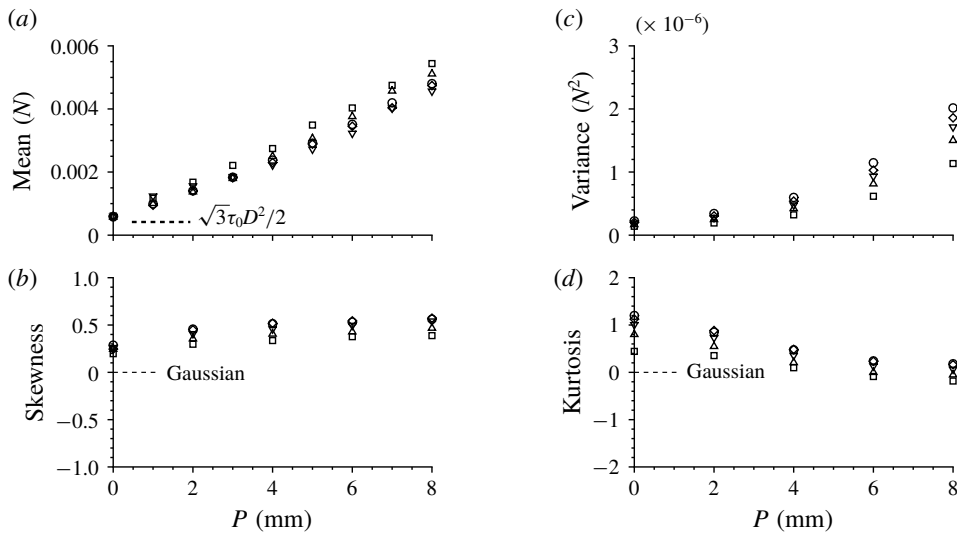 (a)
0.006
0.004
0.002
0
Mean (N)
√3τ₀D²/2
(c)
(× 10⁻⁶)
3
2
1
0
Variance (N²)
(b)
1.0
0.5
0
−0.5
−1.0
Skewness
Gaussian
0 2 4 6 8
P (mm)
(d)
2
1
0
−1
−2
Kurtosis
Gaussian
0 2 4 6 8
P (mm)